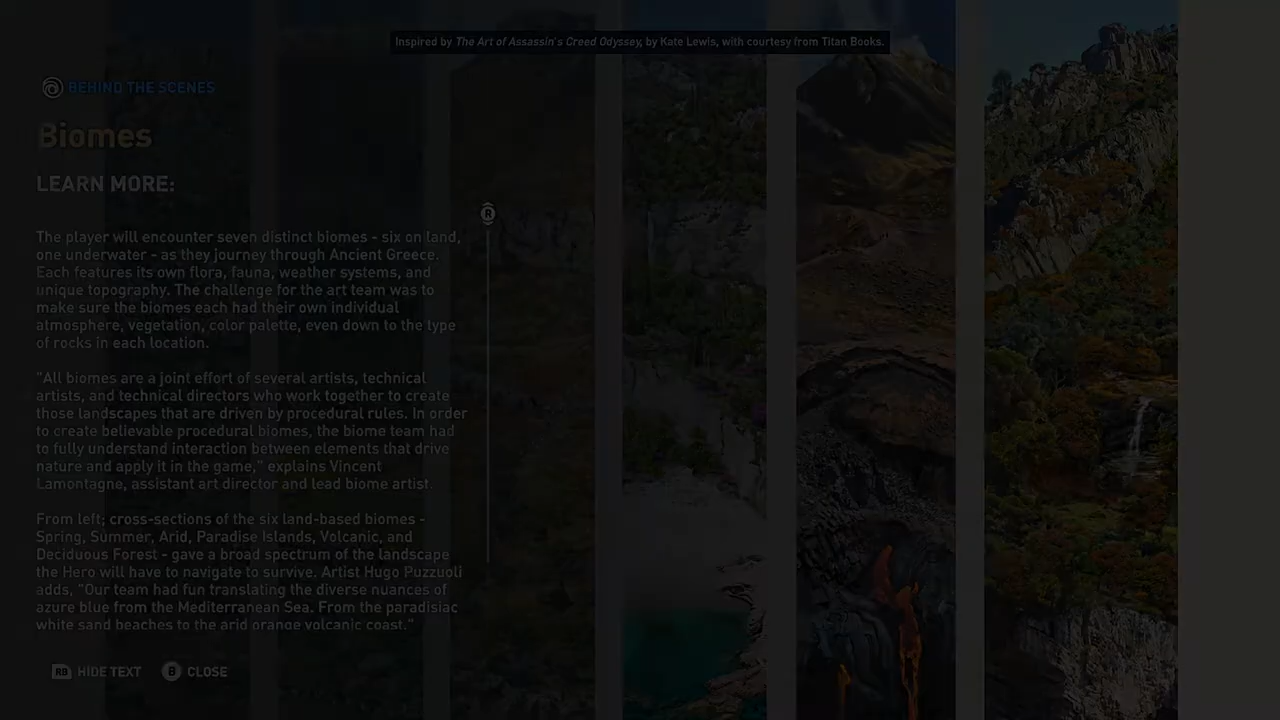 Inspired by The Art of Assassin's Creed Odyssey, by Kate Lewis, with courtesy from Titan Books.
BEHIND THE SCENES
Biomes
LEARN MORE:
R
The player will encounter seven distinct biomes - six on land,
one underwater - as they journey through Ancient Greece.
Each features its own flora, fauna, weather systems, and
unique topography. The challenge for the art team was to
make sure the biomes each had their own individual
atmosphere, vegetation, color palette, even down to the type
of rocks in each location.
"All biomes are a joint effort of several artists, technical
artists, and technical directors who work together to create
those landscapes that are driven by procedural rules. In order
to create believable procedural biomes, the biome team had
to fully understand interaction between elements that drive
nature and apply it in the game," explains Vincent
Lamontagne, assistant art director and lead biome artist.
From left; cross-sections of the six land-based biomes -
Spring, Summer, Arid, Paradise Islands, Volcanic, and
Deciduous Forest - gave a broad spectrum of the landscape
the Hero will have to navigate to survive. Artist Hugo Puzzuoli
adds, "Our team had fun translating the diverse nuances of
azure blue from the Mediterranean Sea. From the paradisiac
white sand beaches to the arid orange volcanic coast."
RB HIDE TEXT B CLOSE